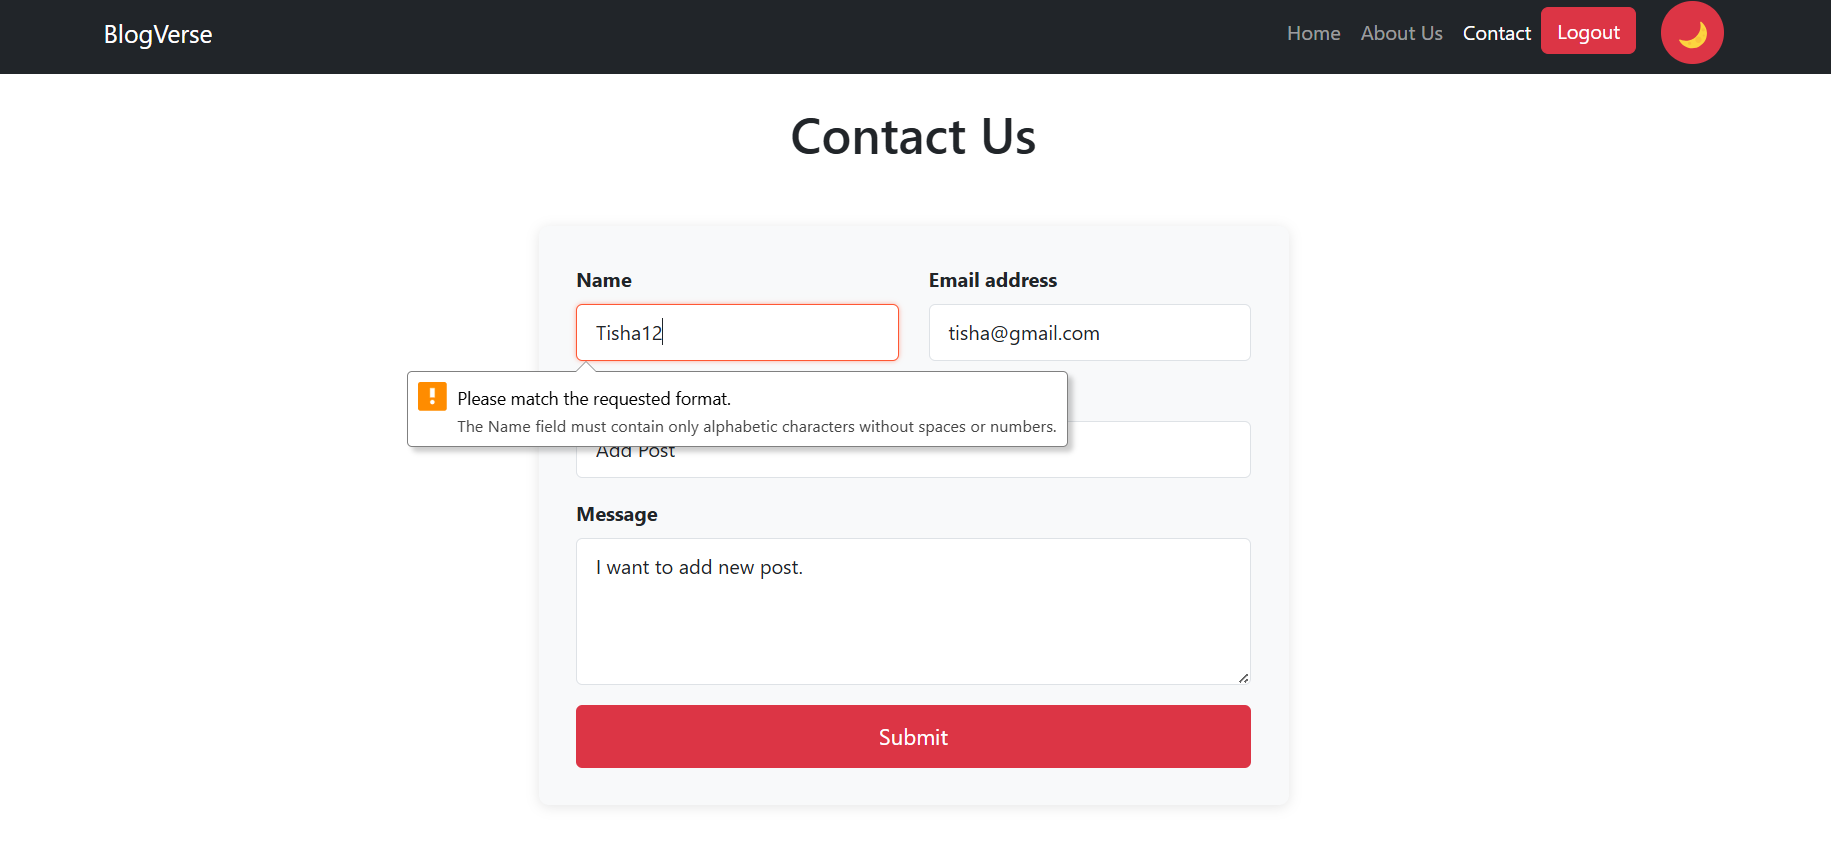 BlogVerse
Home About Us Contact Logout
Contact Us
Name Email address
Tisha12 tisha@gmail.com
Please match the requested format.
The Name field must contain only alphabetic characters without spaces or numbers.
Add Post
Message
I want to add new post.
Submit